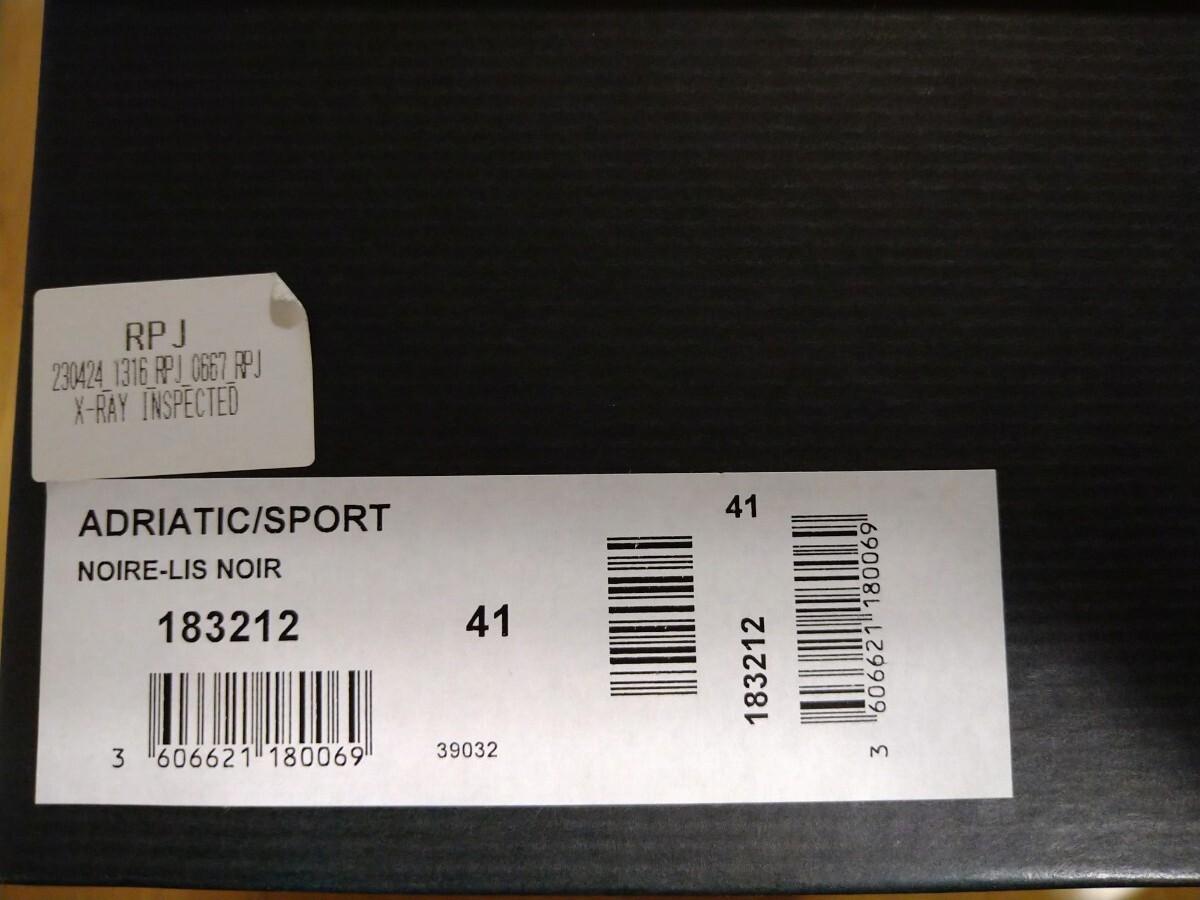 RPJ
230424_1316_RPJ_0667_RPJ
X-RAY INSPECTED
ADRIATIC/SPORT
NOIRE-LIS NOIR
183212 41
3 606621 180069
39032
41
183212
3 606621 180069